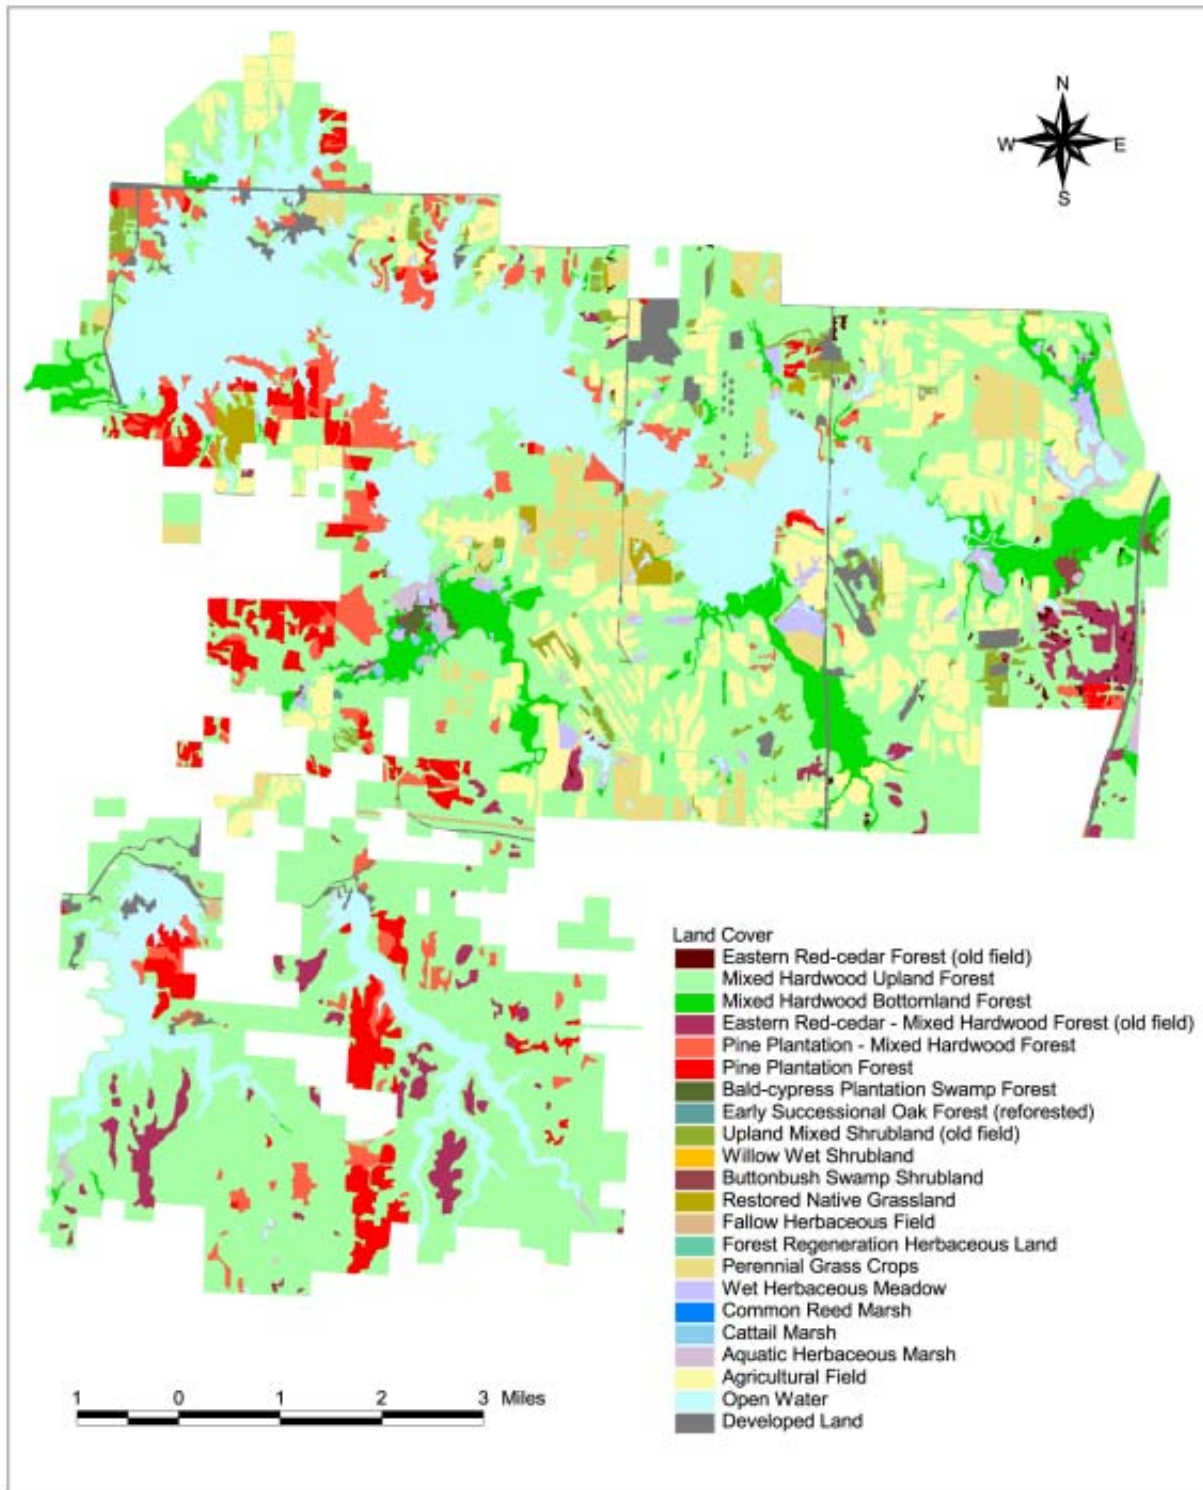 N
W E
S
Land Cover
Eastern Red-cedar Forest (old field)
Mixed Hardwood Upland Forest
Mixed Hardwood Bottomland Forest
Eastern Red-cedar - Mixed Hardwood Forest (old field)
Pine Plantation - Mixed Hardwood Forest
Pine Plantation Forest
Bald-cypress Plantation Swamp Forest
Early Successional Oak Forest (reforested)
Upland Mixed Shrubland (old field)
Willow Wet Shrubland
Buttonbush Swamp Shrubland
Restored Native Grassland
Fallow Herbaceous Field
Forest Regeneration Herbaceous Land
Perennial Grass Crops
Wet Herbaceous Meadow
Common Reed Marsh
Cattail Marsh
Aquatic Herbaceous Marsh
Agricultural Field
Open Water
Developed Land
1 0 1 2 3 Miles